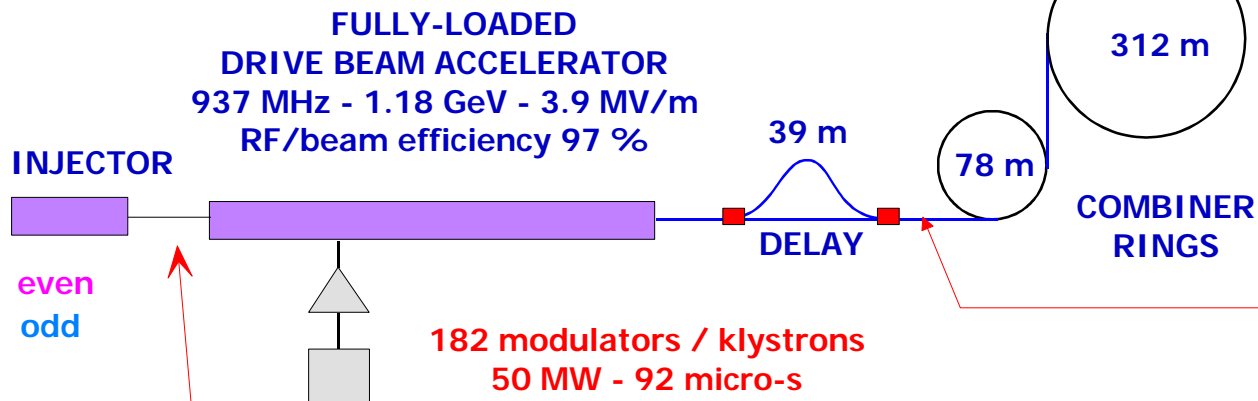 FULLY-LOADED
DRIVE BEAM ACCELERATOR
937 MHz - 1.18 GeV - 3.9 MV/m
RF/beam efficiency 97 %
312 m
39 m
INJECTOR
78 m
COMBINER
RINGS
DELAY
even
odd
182 modulators / klystrons
50 MW - 92 micro-s